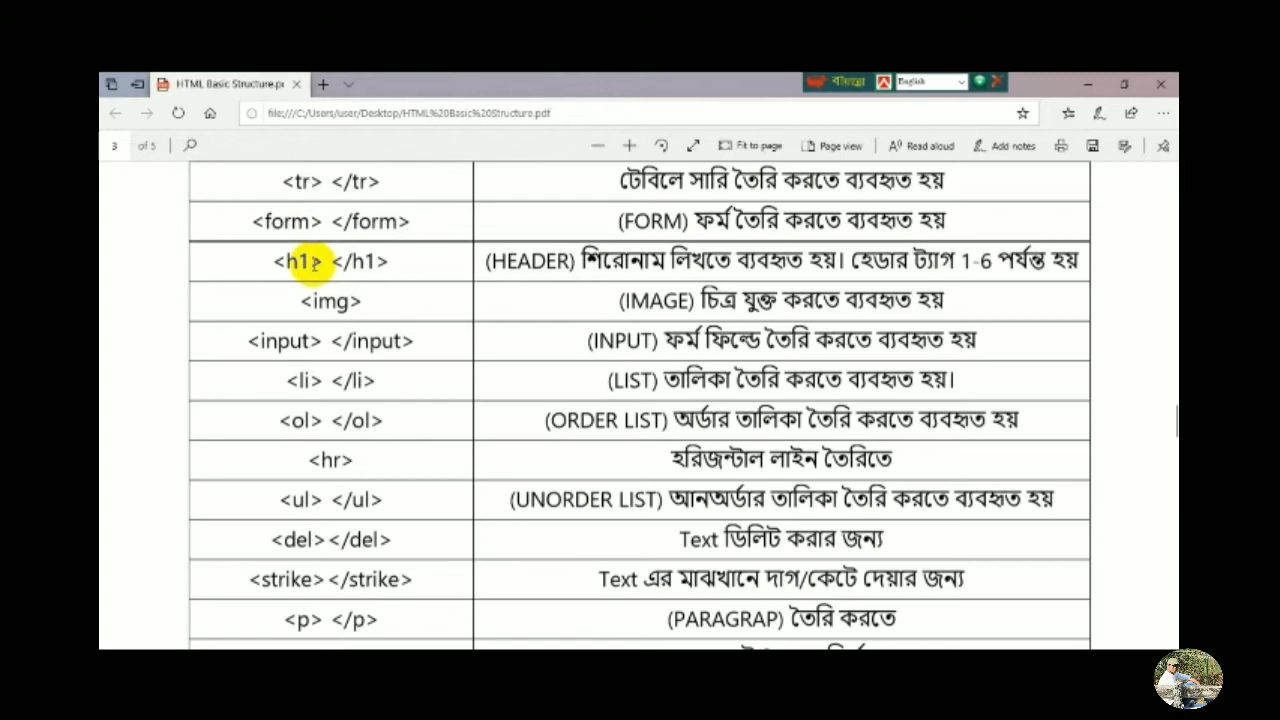 HTML Basic Structure.p
বাংলা English
file:///C:/Users/user/Desktop/HTML%20Basic%20Structure.pdf
3 of 5 Fit to page Page view Read aloud Add notes
<tr> </tr> টেবিলে সারি তৈরি করতে ব্যবহৃত হয়
<form> </form> (FORM) ফর্ম তৈরি করতে ব্যবহৃত হয়
<h1> </h1> (HEADER) শিরোনাম লিখতে ব্যবহৃত হয়। হেডার ট্যাগ 1-6 পর্যন্ত হয়
<img> (IMAGE) চিত্র যুক্ত করতে ব্যবহৃত হয়
<input> </input> (INPUT) ফর্ম ফিল্ডে তৈরি করতে ব্যবহৃত হয়
<li> </li> (LIST) তালিকা তৈরি করতে ব্যবহৃত হয়।
<ol> </ol> (ORDER LIST) অর্ডার তালিকা তৈরি করতে ব্যবহৃত হয়
<hr> হরিজন্টাল লাইন তৈরিতে
<ul> </ul> (UNORDER LIST) আনঅর্ডার তালিকা তৈরি করতে ব্যবহৃত হয়
<del></del> Text ডিলিট করার জন্য
<strike></strike> Text এর মাঝখানে দাগ/কেটে দেয়ার জন্য
<p> </p> (PARAGRAP) তৈরি করতে